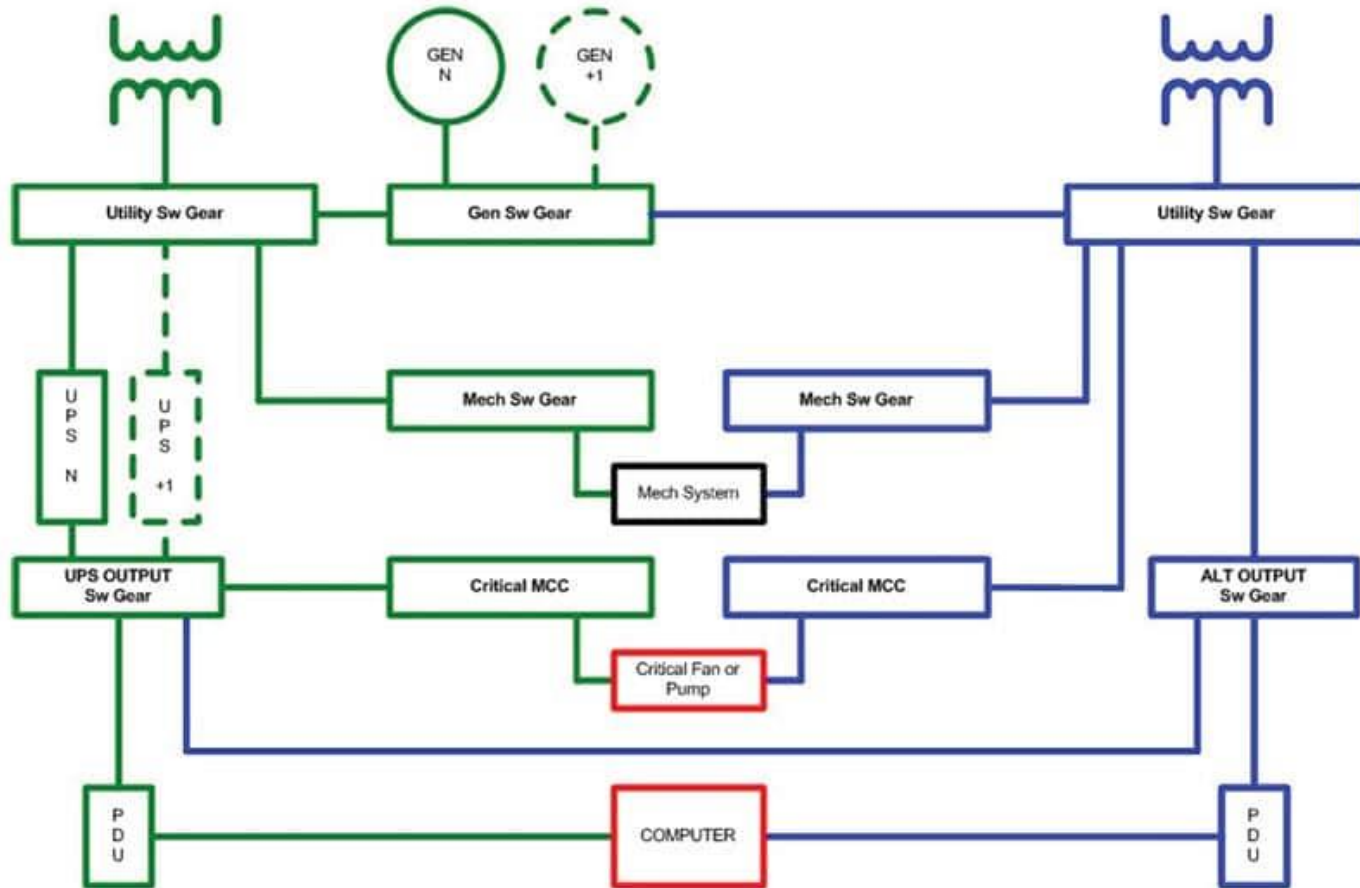 GEN
N
GEN
+1
Utility Sw Gear
Gen Sw Gear
Utility Sw Gear
U
P
S
N
U
P
S
+1
Mech Sw Gear
Mech Sw Gear
Mech System
UPS OUTPUT
Sw Gear
Critical MCC
Critical MCC
ALT OUTPUT
Sw Gear
Critical Fan or
Pump
P
D
U
COMPUTER
P
D
U